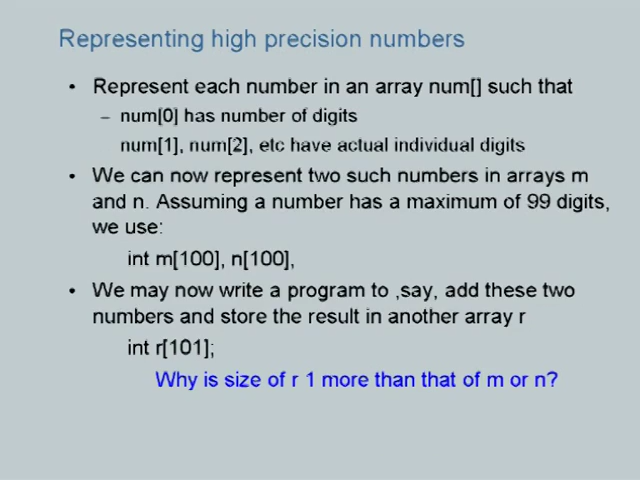 Representing high precision numbers
• Represent each number in an array num[] such that
– num[0] has number of digits
num[1], num[2], etc have actual individual digits
• We can now represent two such numbers in arrays m
and n. Assuming a number has a maximum of 99 digits,
we use:
int m[100], n[100],
• We may now write a program to ,say, add these two
numbers and store the result in another array r
int r[101];
Why is size of r 1 more than that of m or n?